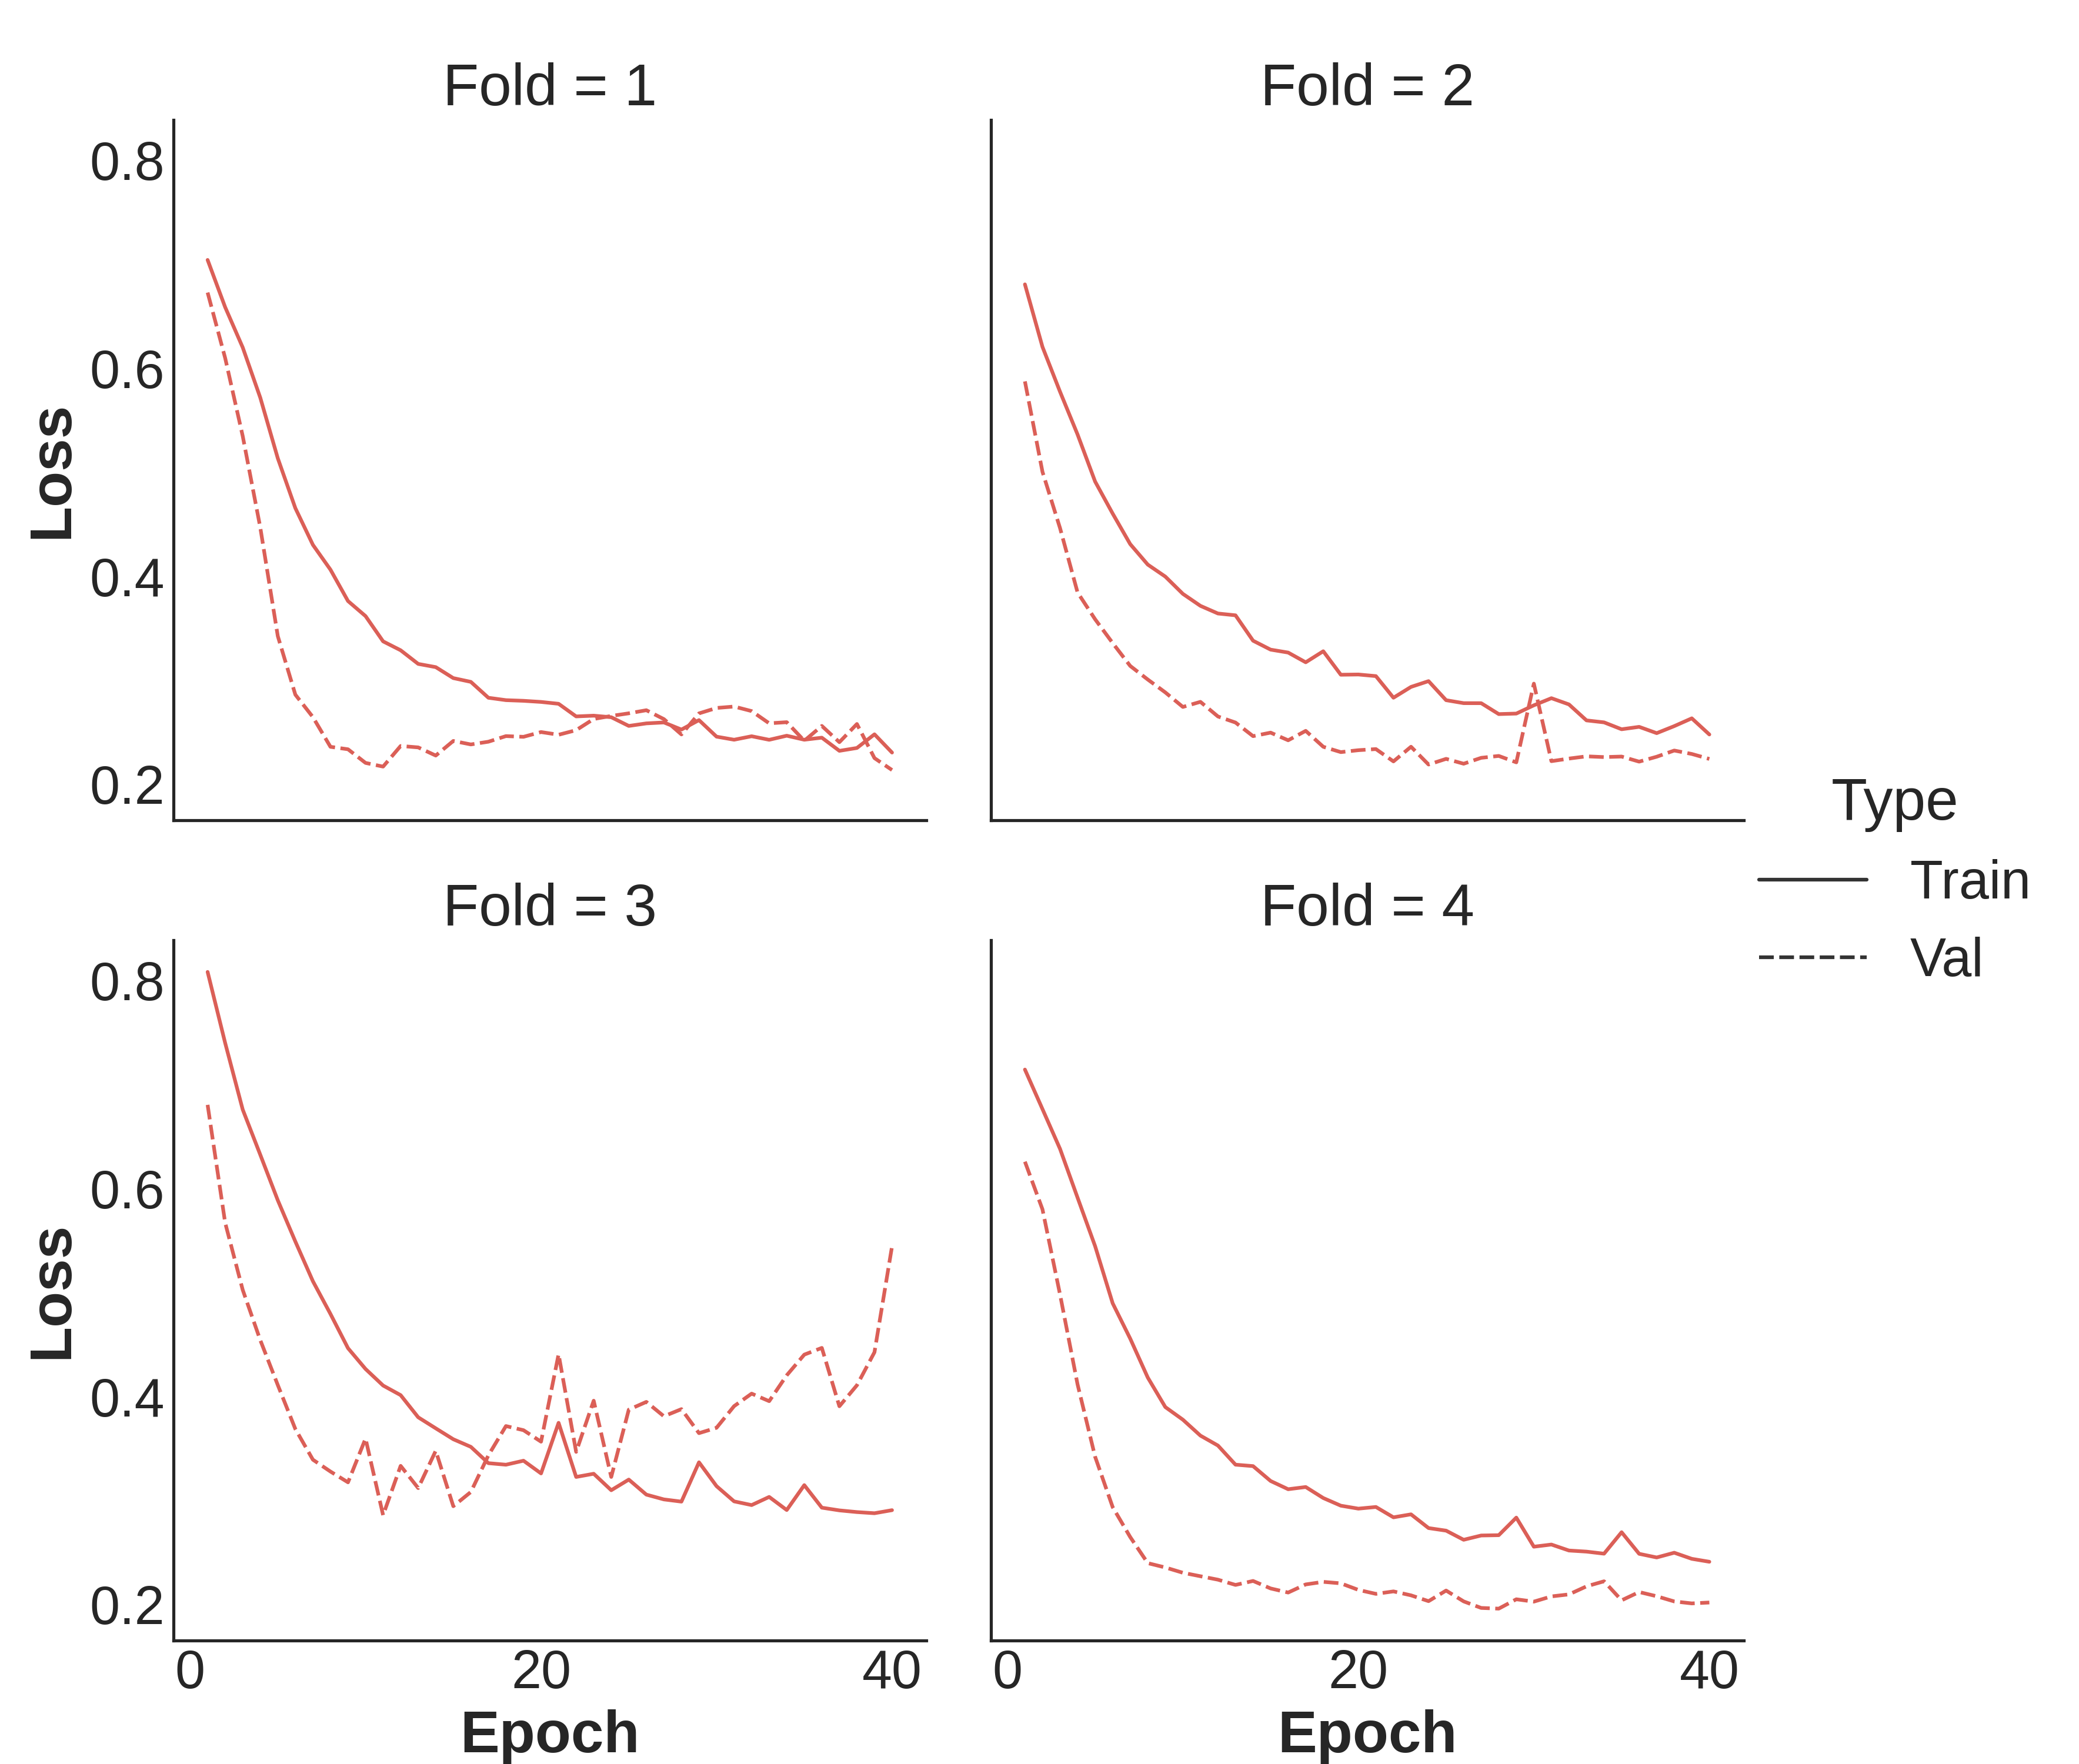 Fold = 1
Fold = 2
0.8
0.6
0.4
0.2
Loss
Type
Train
Val
Fold = 3
Fold = 4
0.8
0.6
0.4
0.2
Loss
0
20
40
0
20
40
Epoch
Epoch